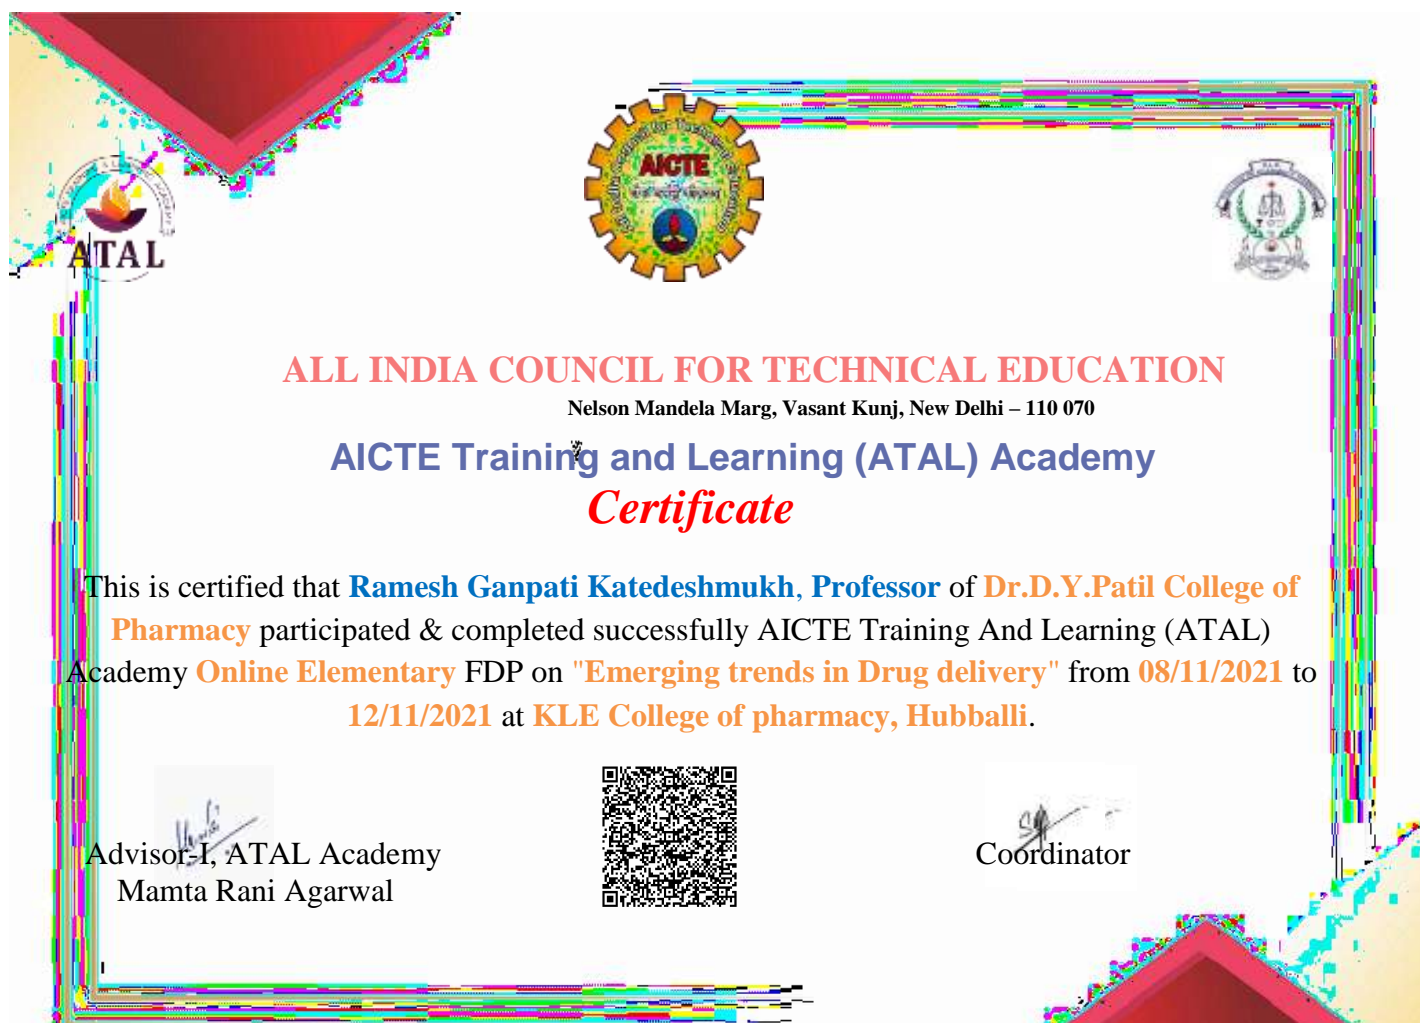 ATAL
AICTE
ALL INDIA COUNCIL FOR TECHNICAL EDUCATION
Nelson Mandela Marg, Vasant Kunj, New Delhi – 110 070
AICTE Training and Learning (ATAL) Academy
Certificate
This is certified that Ramesh Ganpati Katedeshmukh, Professor of Dr.D.Y.Patil College of
Pharmacy participated & completed successfully AICTE Training And Learning (ATAL)
Academy Online Elementary FDP on "Emerging trends in Drug delivery" from 08/11/2021 to
12/11/2021 at KLE College of pharmacy, Hubballi.
Advisor-I, ATAL Academy
Mamta Rani Agarwal
Coordinator